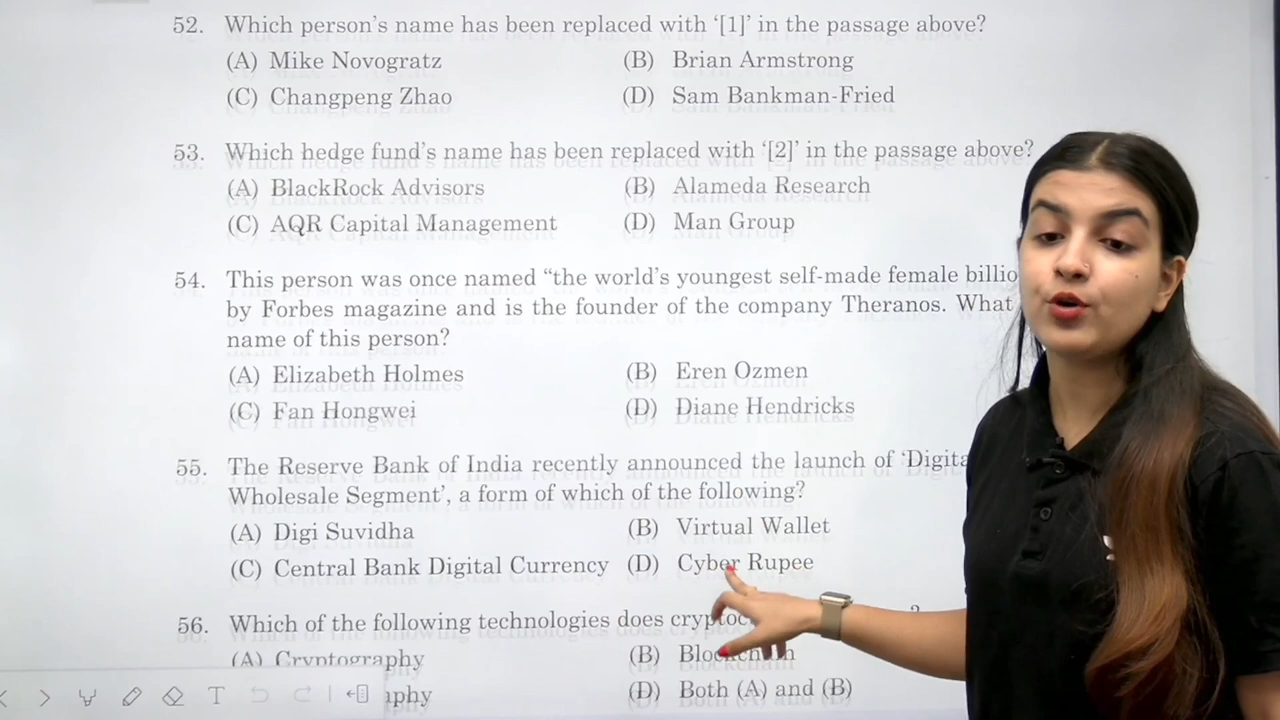 52. Which person's name has been replaced with '[1]' in the passage above?
(A) Mike Novogratz (B) Brian Armstrong
(C) Changpeng Zhao (D) Sam Bankman-Fried
53. Which hedge fund's name has been replaced with '[2]' in the passage above?
(A) BlackRock Advisors (B) Alameda Research
(C) AQR Capital Management (D) Man Group
54. This person was once named "the world's youngest self-made female billio
by Forbes magazine and is the founder of the company Theranos. What
name of this person?
(A) Elizabeth Holmes (B) Eren Ozmen
(C) Fan Hongwei (D) Diane Hendricks
55. The Reserve Bank of India recently announced the launch of 'Digita
Wholesale Segment', a form of which of the following?
(A) Digi Suvidha (B) Virtual Wallet
(C) Central Bank Digital Currency (D) Cyber Rupee
56. Which of the following technologies does cryptoc ?
(A) Cryptography (B) Blockchain
aphy (D) Both (A) and (B)